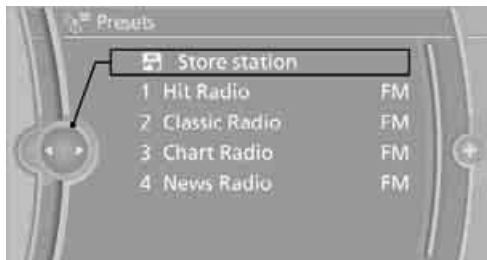 Presets
Store station
1 Hit Radio FM
2 Classic Radio FM
3 Chart Radio FM
4 News Radio FM